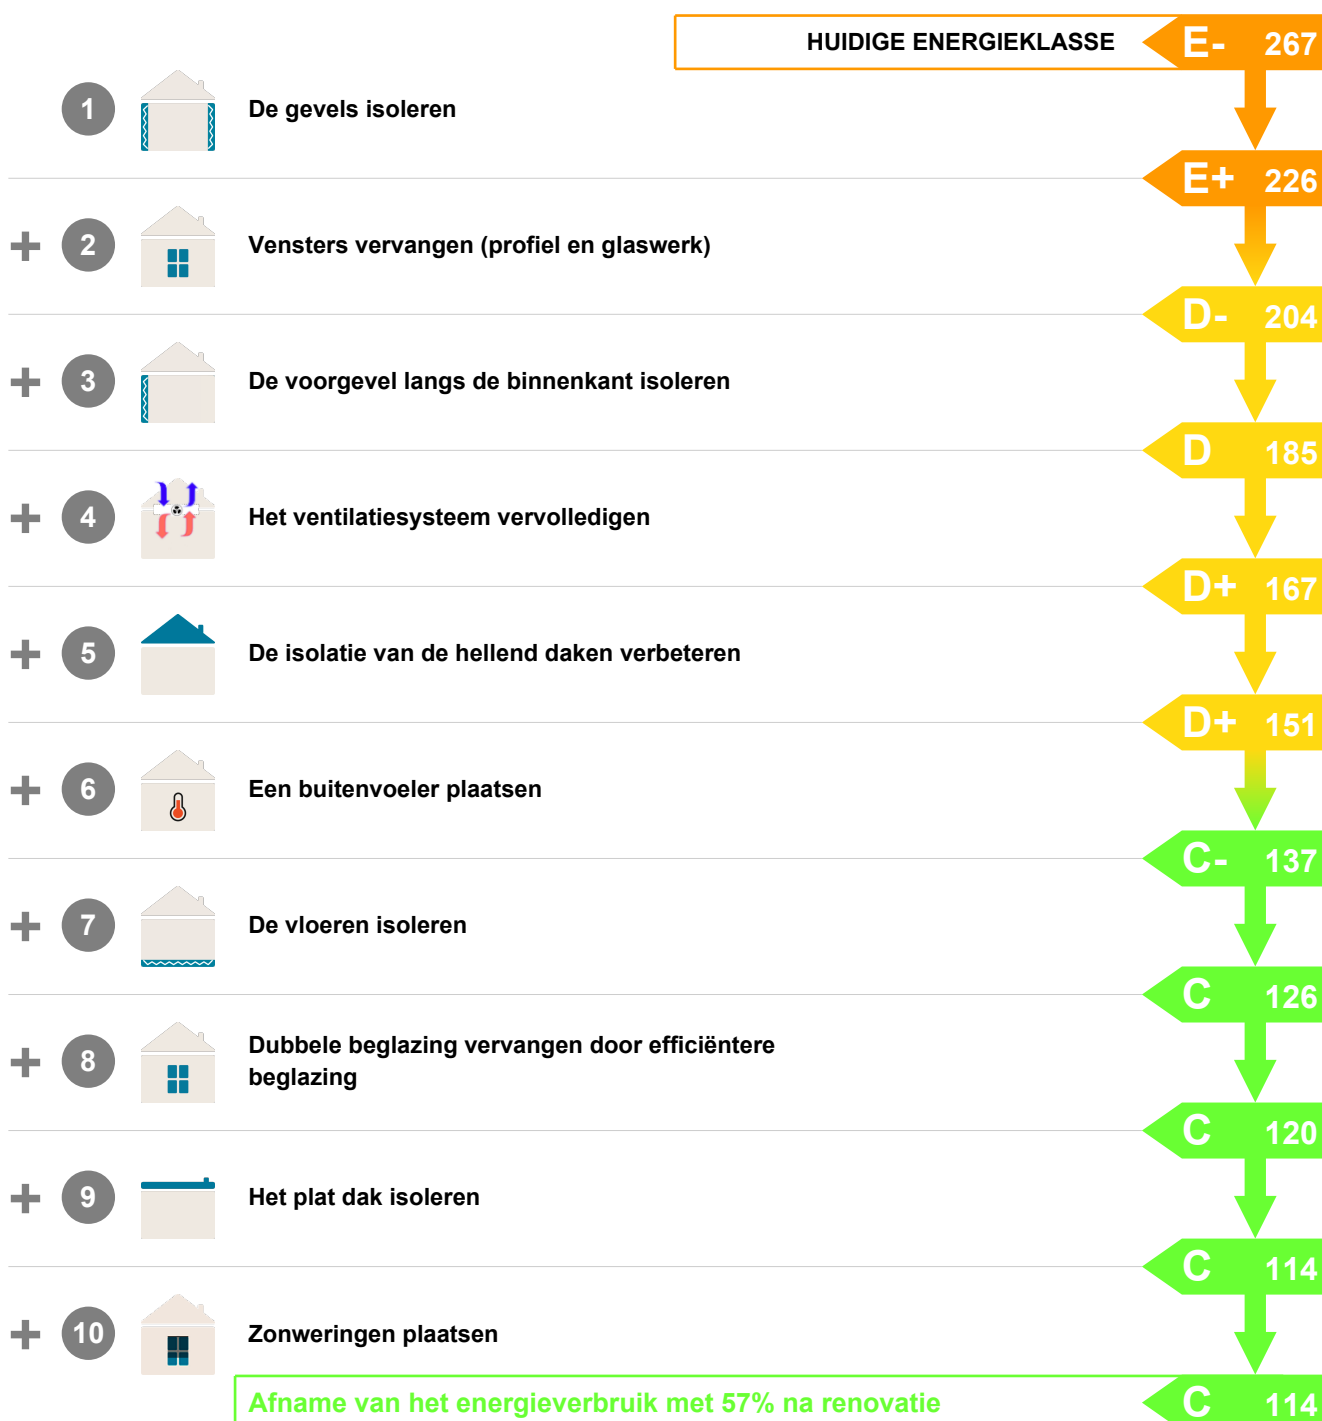 HUIDIGE ENERGIEKLASSE E- 267
1 De gevels isoleren
E+ 226
+ 2 Vensters vervangen (profiel en glaswerk)
D- 204
+ 3 De voorgevel langs de binnenkant isoleren
D 185
+ 4 Het ventilatiesysteem vervolledigen
D+ 167
+ 5 De isolatie van de hellend daken verbeteren
D+ 151
+ 6 Een buitenvoeler plaatsen
C- 137
+ 7 De vloeren isoleren
C 126
+ 8 Dubbele beglazing vervangen door efficiëntere
beglazing
C 120
+ 9 Het plat dak isoleren
C 114
+ 10 Zonweringen plaatsen
Afname van het energieverbruik met 57% na renovatie C 114